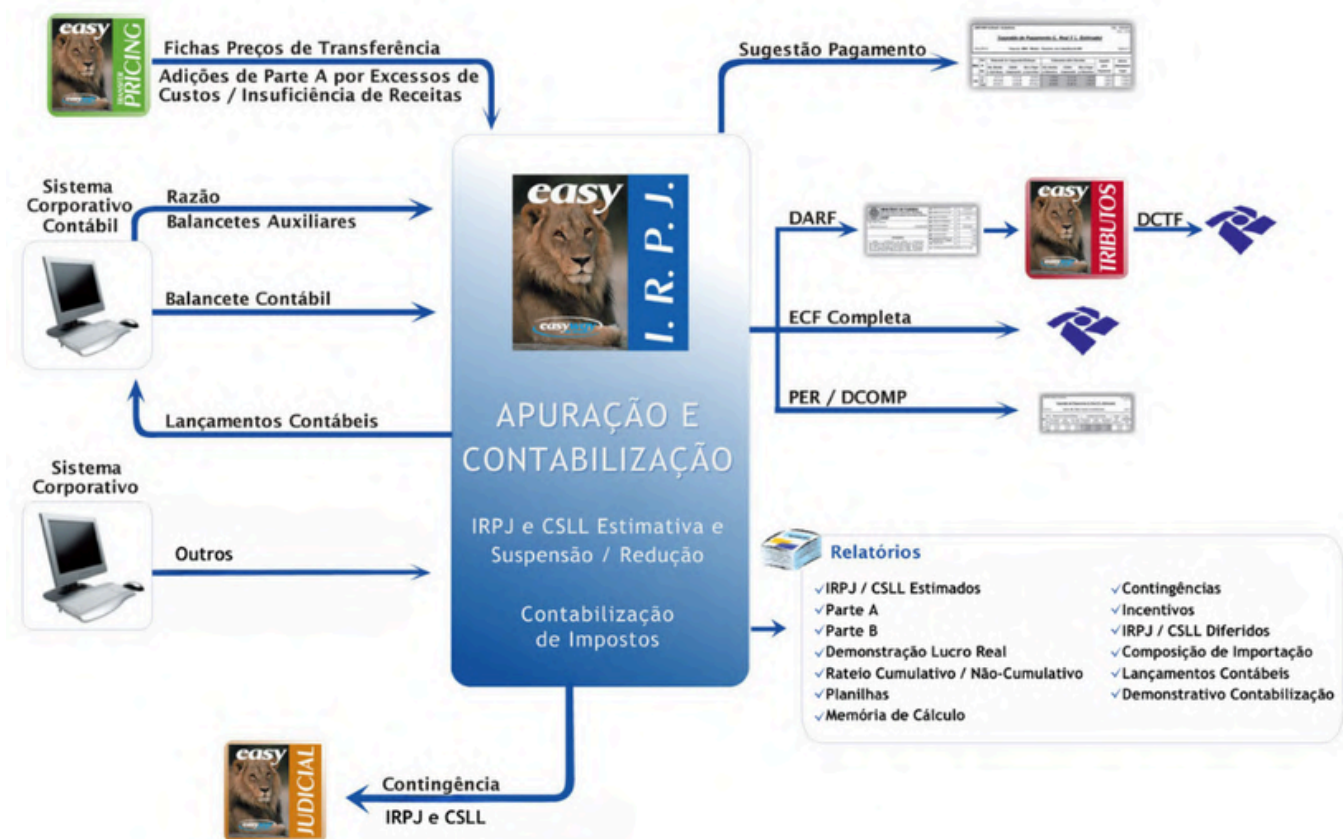 easy
TRANSFER
PRICING
Fichas Preços de Transferência
Adições de Parte A por Excessos de
Custos / Insuficiência de Receitas
Sugestão Pagamento
Sistema
Corporativo
Contábil
Razão
Balancetes Auxiliares
Balancete Contábil
Lançamentos Contábeis
Sistema
Corporativo
Outros
easy
I. R. P. J.
APURAÇÃO E
CONTABILIZAÇÃO
IRPJ e CSLL Estimativa e
Suspensão / Redução
Contabilização
de Impostos
DARF
easy
TRIBUTOS
DCTF
ECF Completa
PER / DCOMP
Relatórios
IRPJ / CSLL Estimados
Parte A
Parte B
Demonstração Lucro Real
Rateio Cumulativo / Não-Cumulativo
Planilhas
Memória de Cálculo
Contingências
Incentivos
IRPJ / CSLL Diferidos
Composição de Importação
Lançamentos Contábeis
Demonstrativo Contabilização
easy
JUDICIAL
Contingência
IRPJ e CSLL